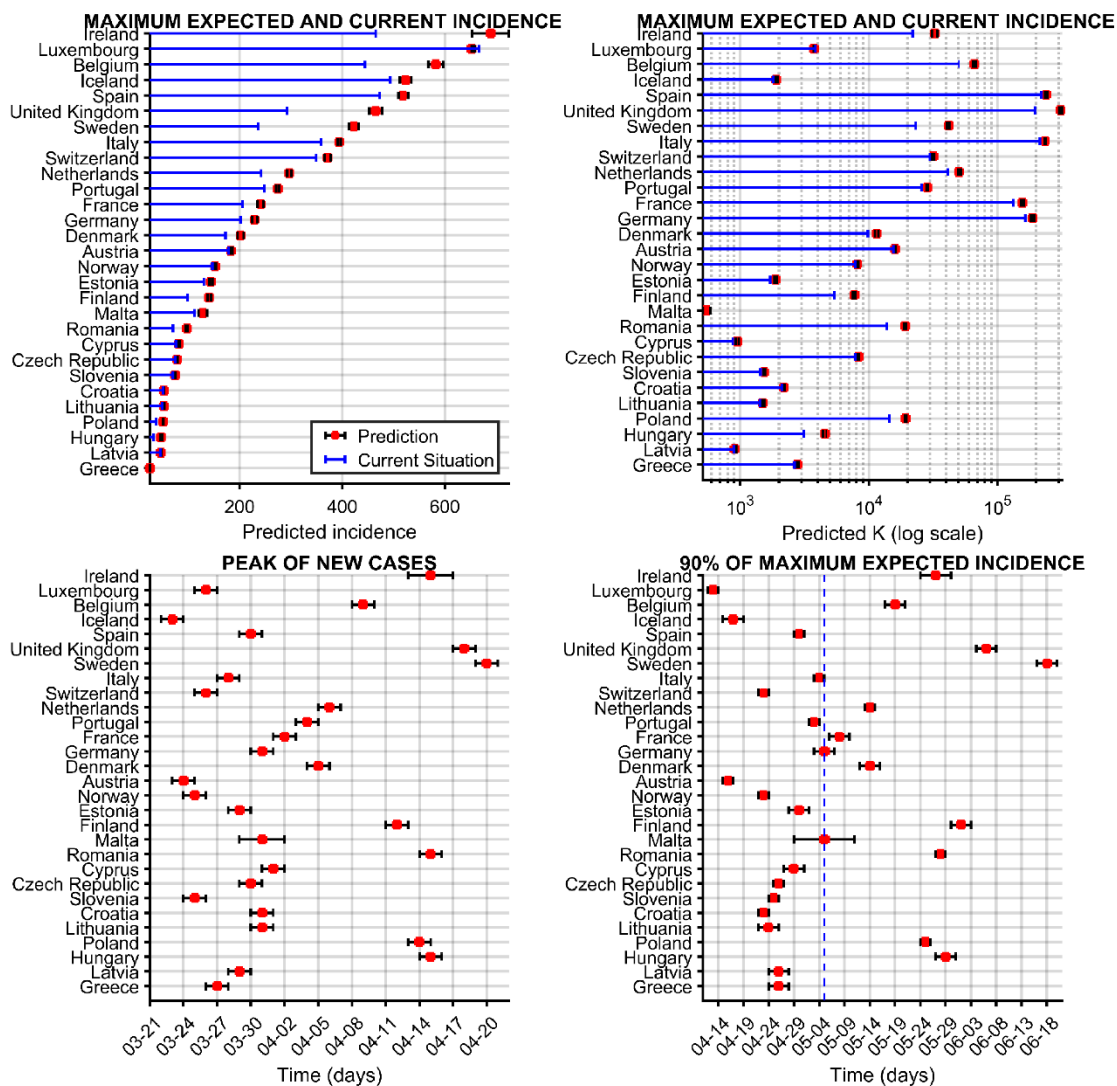 MAXIMUM EXPECTED AND CURRENT INCIDENCE
Ireland
Luxembourg
Belgium
Iceland
Spain
United Kingdom
Sweden
Italy
Switzerland
Netherlands
Portugal
France
Germany
Denmark
Austria
Norway
Estonia
Finland
Malta
Romania
Cyprus
Czech Republic
Slovenia
Croatia
Lithuania
Poland
Hungary
Latvia
Greece
Prediction
Current Situation
200 400 600
Predicted incidence
MAXIMUM EXPECTED AND CURRENT INCIDENCE
Ireland
Luxembourg
Belgium
Iceland
Spain
United Kingdom
Sweden
Italy
Switzerland
Netherlands
Portugal
France
Germany
Denmark
Austria
Norway
Estonia
Finland
Malta
Romania
Cyprus
Czech Republic
Slovenia
Croatia
Lithuania
Poland
Hungary
Latvia
Greece
10³ 10⁴ 10⁵
Predicted K (log scale)
PEAK OF NEW CASES
Ireland
Luxembourg
Belgium
Iceland
Spain
United Kingdom
Sweden
Italy
Switzerland
Netherlands
Portugal
France
Germany
Denmark
Austria
Norway
Estonia
Finland
Malta
Romania
Cyprus
Czech Republic
Slovenia
Croatia
Lithuania
Poland
Hungary
Latvia
Greece
03-21 03-24 03-27 03-30 04-02 04-05 04-08 04-11 04-14 04-17 04-20
Time (days)
90% OF MAXIMUM EXPECTED INCIDENCE
Ireland
Luxembourg
Belgium
Iceland
Spain
United Kingdom
Sweden
Italy
Switzerland
Netherlands
Portugal
France
Germany
Denmark
Austria
Norway
Estonia
Finland
Malta
Romania
Cyprus
Czech Republic
Slovenia
Croatia
Lithuania
Poland
Hungary
Latvia
Greece
04-14 04-19 04-24 04-29 05-04 05-09 05-14 05-19 05-24 05-29 06-03 06-08 06-13 06-18
Time (days)